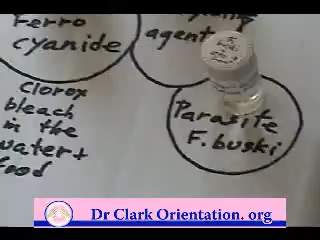 Ferro
cyanide
agent
Clorox
bleach
in the
water+
food
Parasite
F. buski
Dr Clark Orientation. org